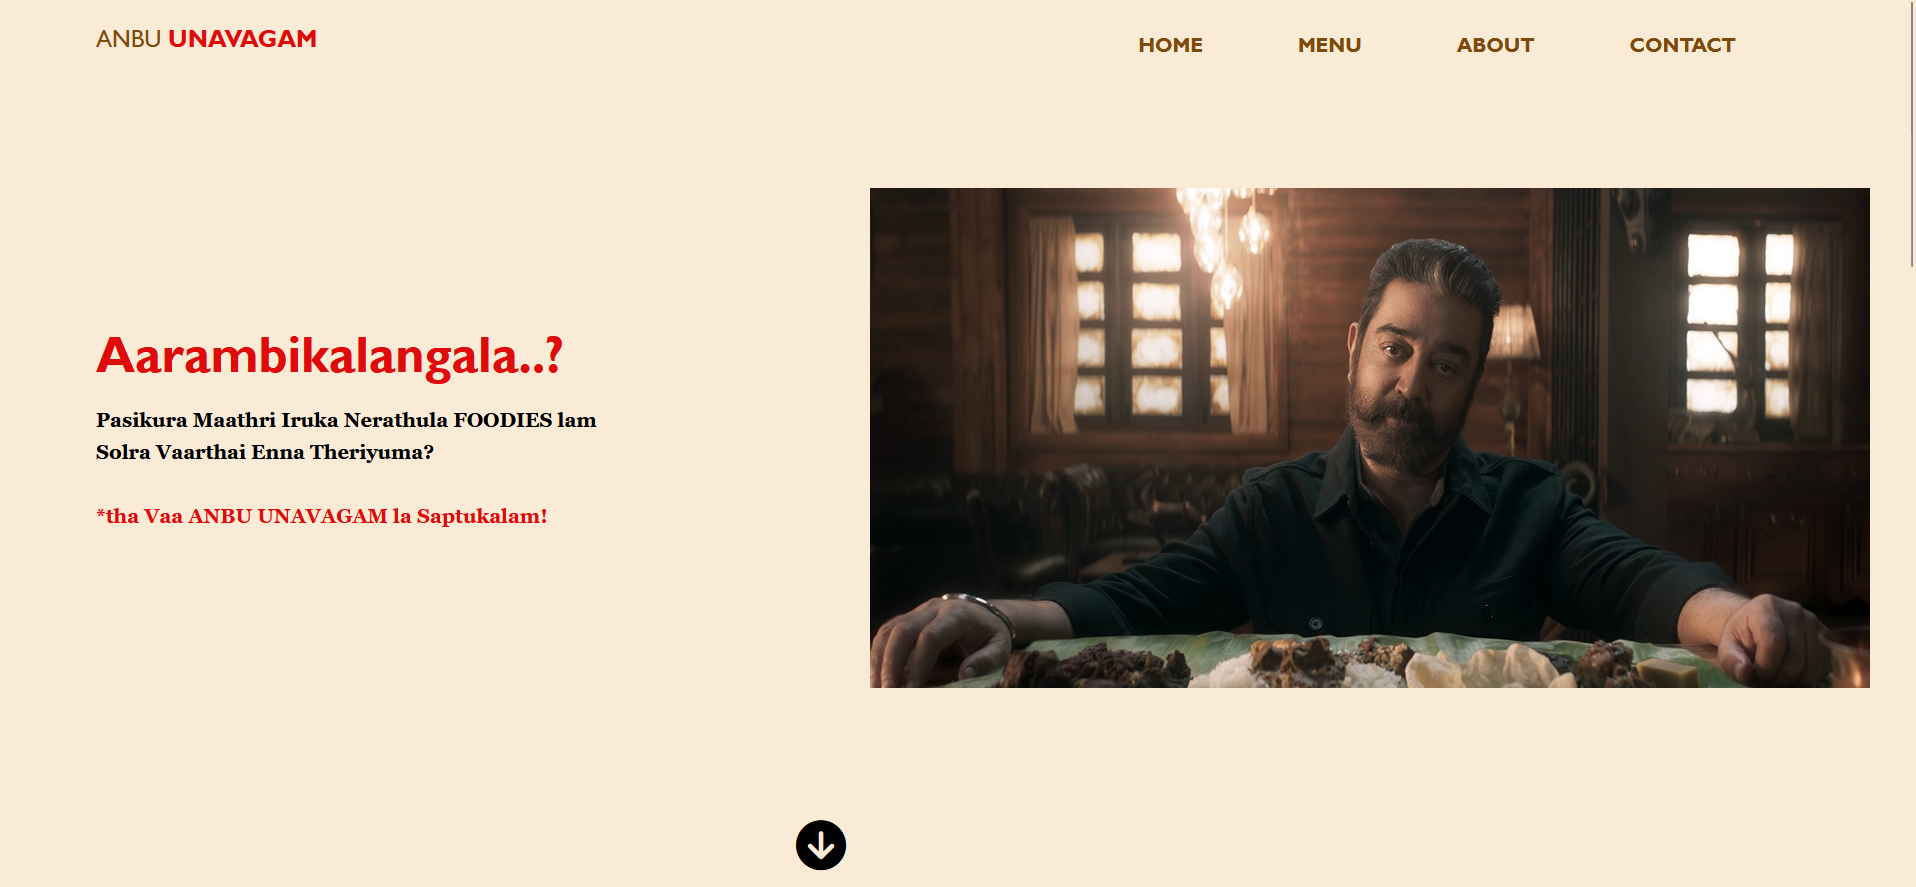 ANBU UNAVAGAM
HOME MENU ABOUT CONTACT
Aarambikalangala..?
Pasikura Maathri Iruka Nerathula FOODIES lam
Solra Vaarthai Enna Theriyuma?
*tha Vaa ANBU UNAVAGAM la Saptukalam!